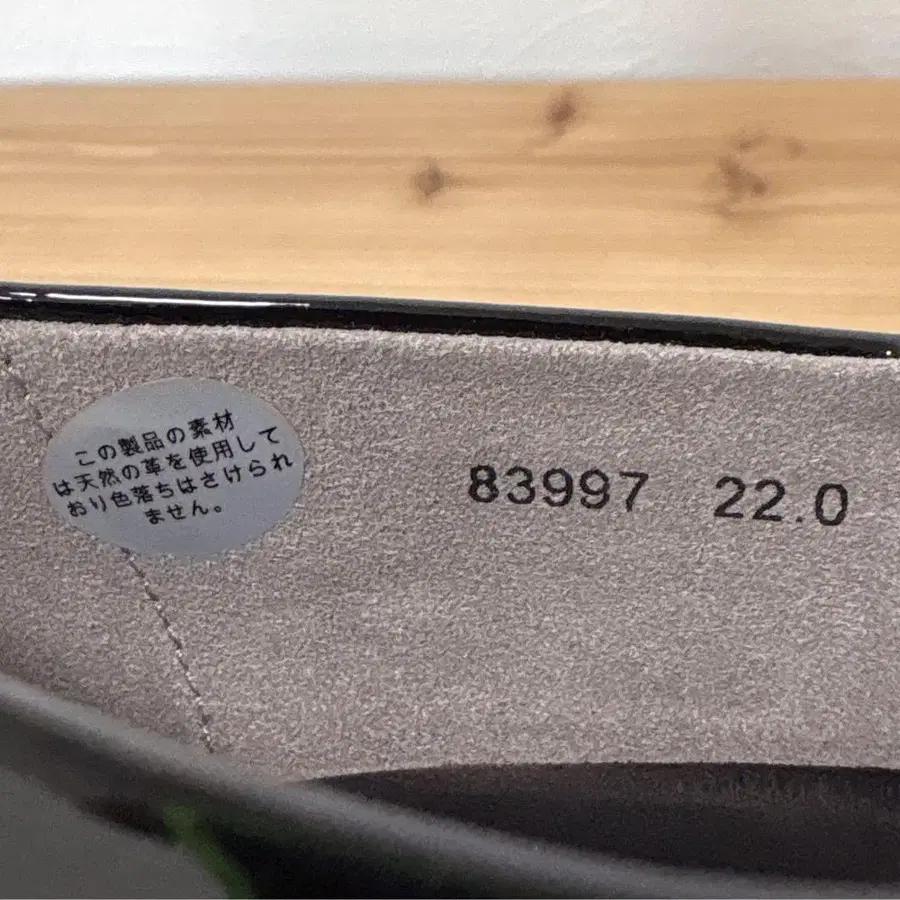 この製品の素材
は天然の革を使用して
おり色落ちはさけられ
ません。
83997 22.0